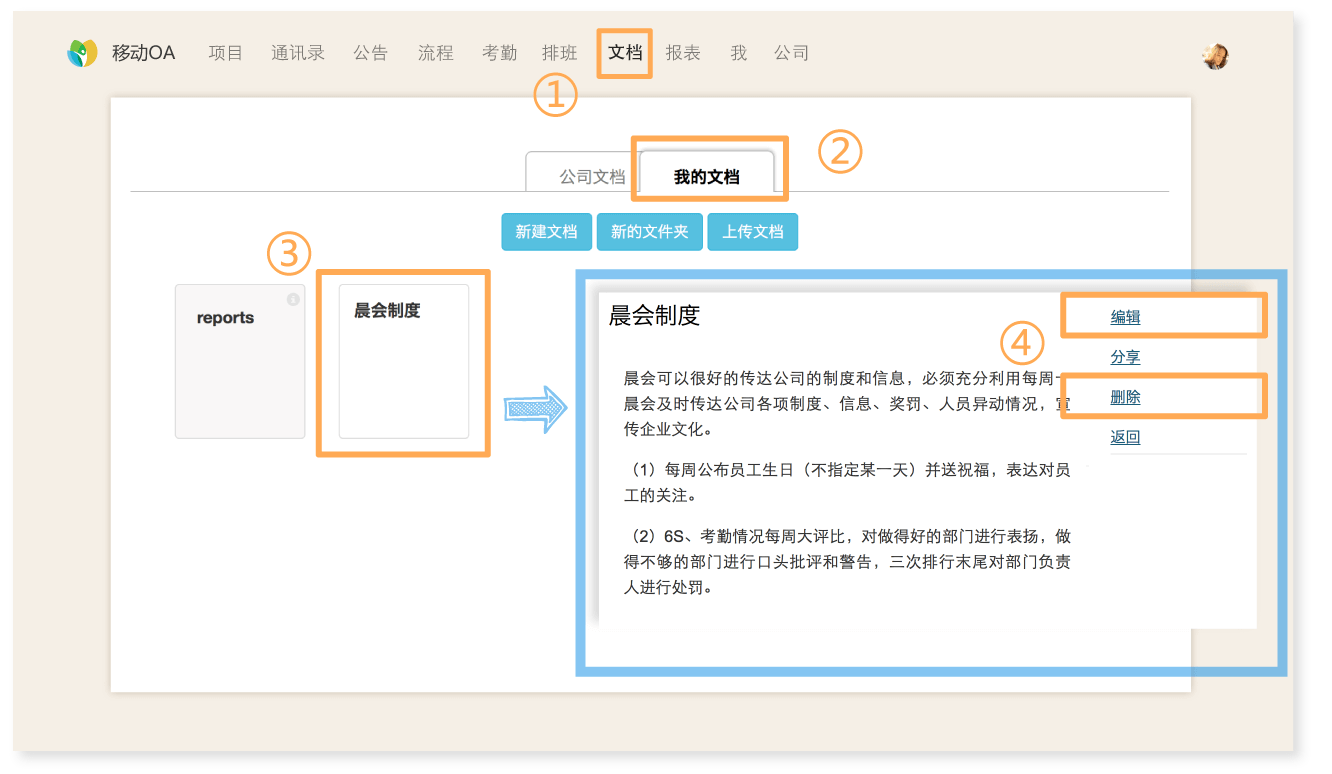 移动OA 项目 通讯录 公告 流程 考勤 排班 文档 报表 我 公司
①
②
公司文档 我的文档
新建文档 新的文件夹 上传文档
③
reports
晨会制度
晨会制度
④
编辑
分享
删除
返回
晨会可以很好的传达公司的制度和信息，必须充分利用每周一
晨会及时传达公司各项制度、信息、奖罚、人员异动情况，宣
传企业文化。
（1）每周公布员工生日（不指定某一天）并送祝福，表达对员
工的关注。
（2）6S、考勤情况每周大评比，对做得好的部门进行表扬，做
得不够的部门进行口头批评和警告，三次排行末尾对部门负责
人进行处罚。